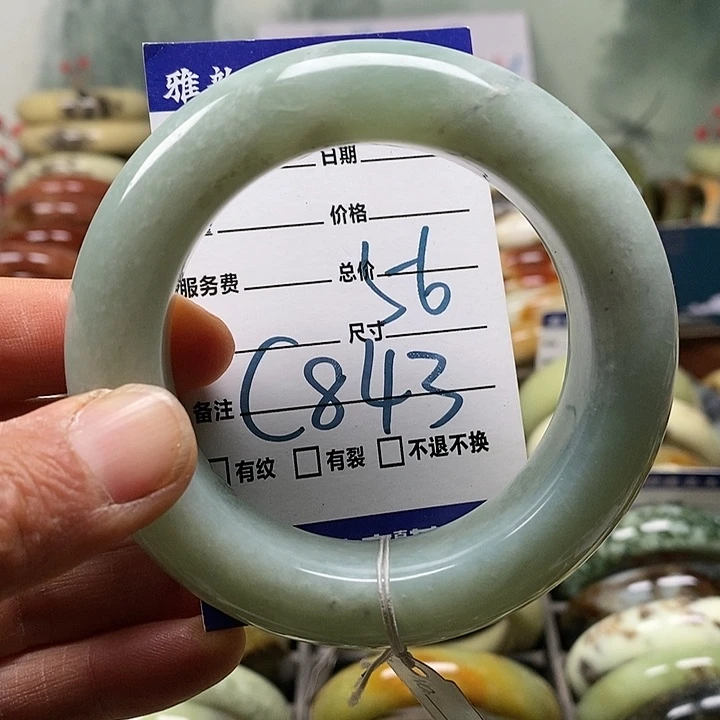 雅
日期
价格
服务费 总价
56
尺寸
备注 C843
有纹 有裂 不退不换